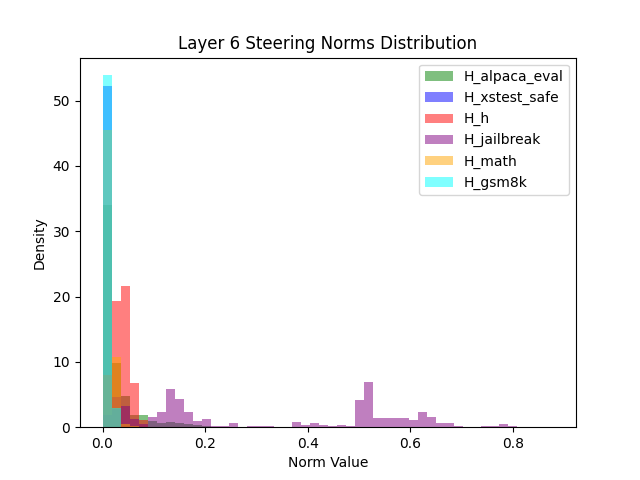 Layer 6 Steering Norms Distribution
H_alpaca_eval
H_xstest_safe
H_h
H_jailbreak
H_math
H_gsm8k
50
40
30
20
10
0
Density
0.0 0.2 0.4 0.6 0.8
Norm Value